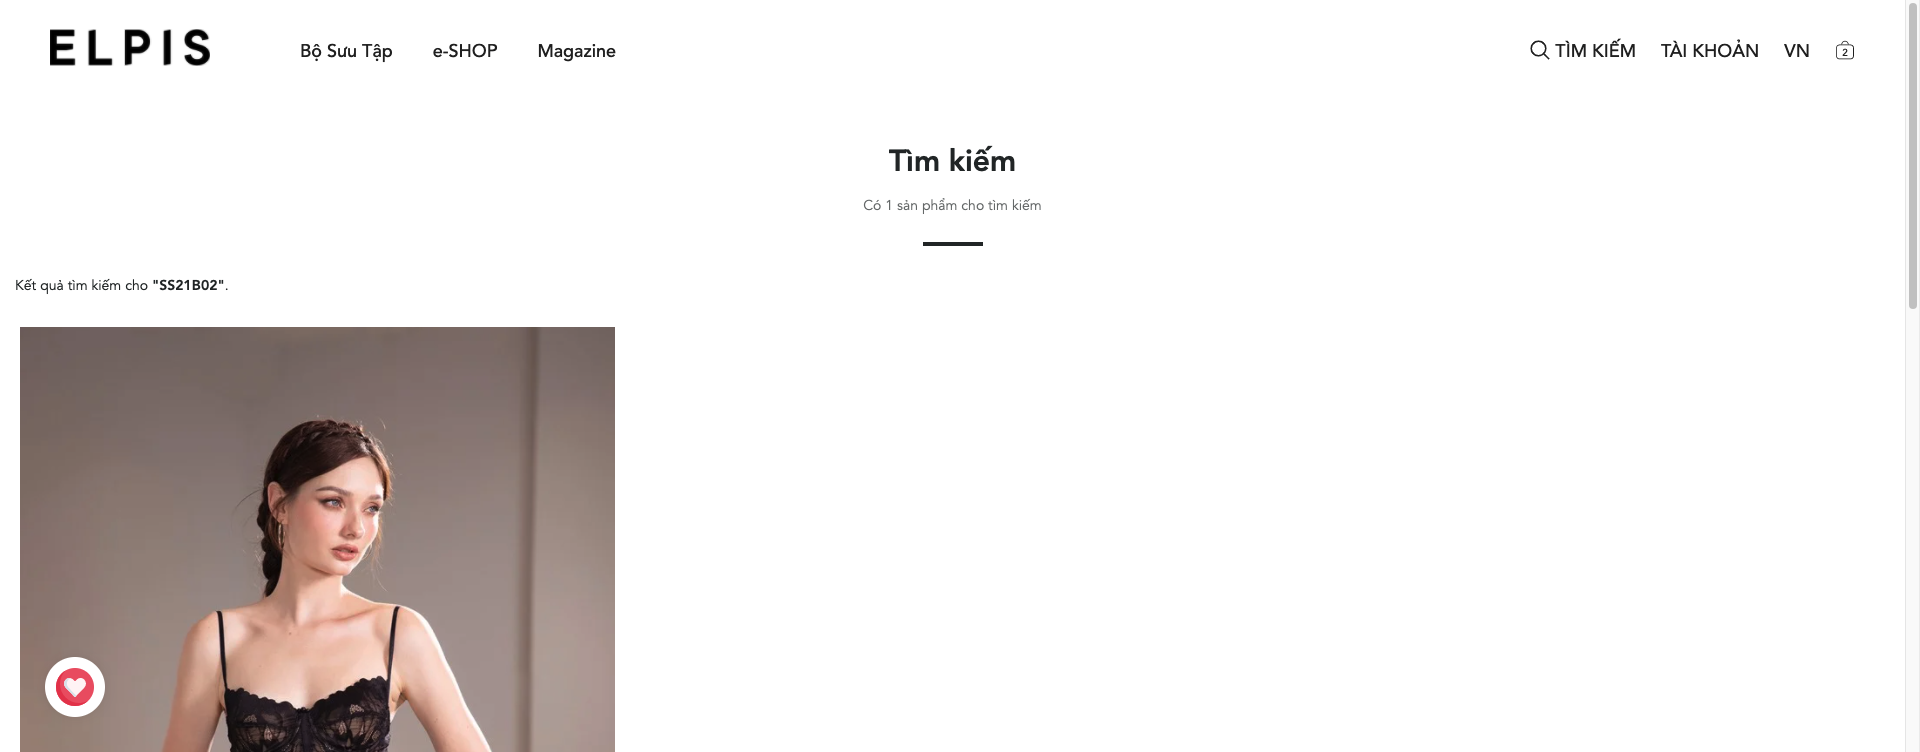 ELPIS
Bộ Sưu Tập
e-SHOP
Magazine
TÌM KIẾM
TÀI KHOẢN
VN
2
Tìm kiếm
Có 1 sản phẩm cho tìm kiếm
Kết quả tìm kiếm cho "SS21B02".